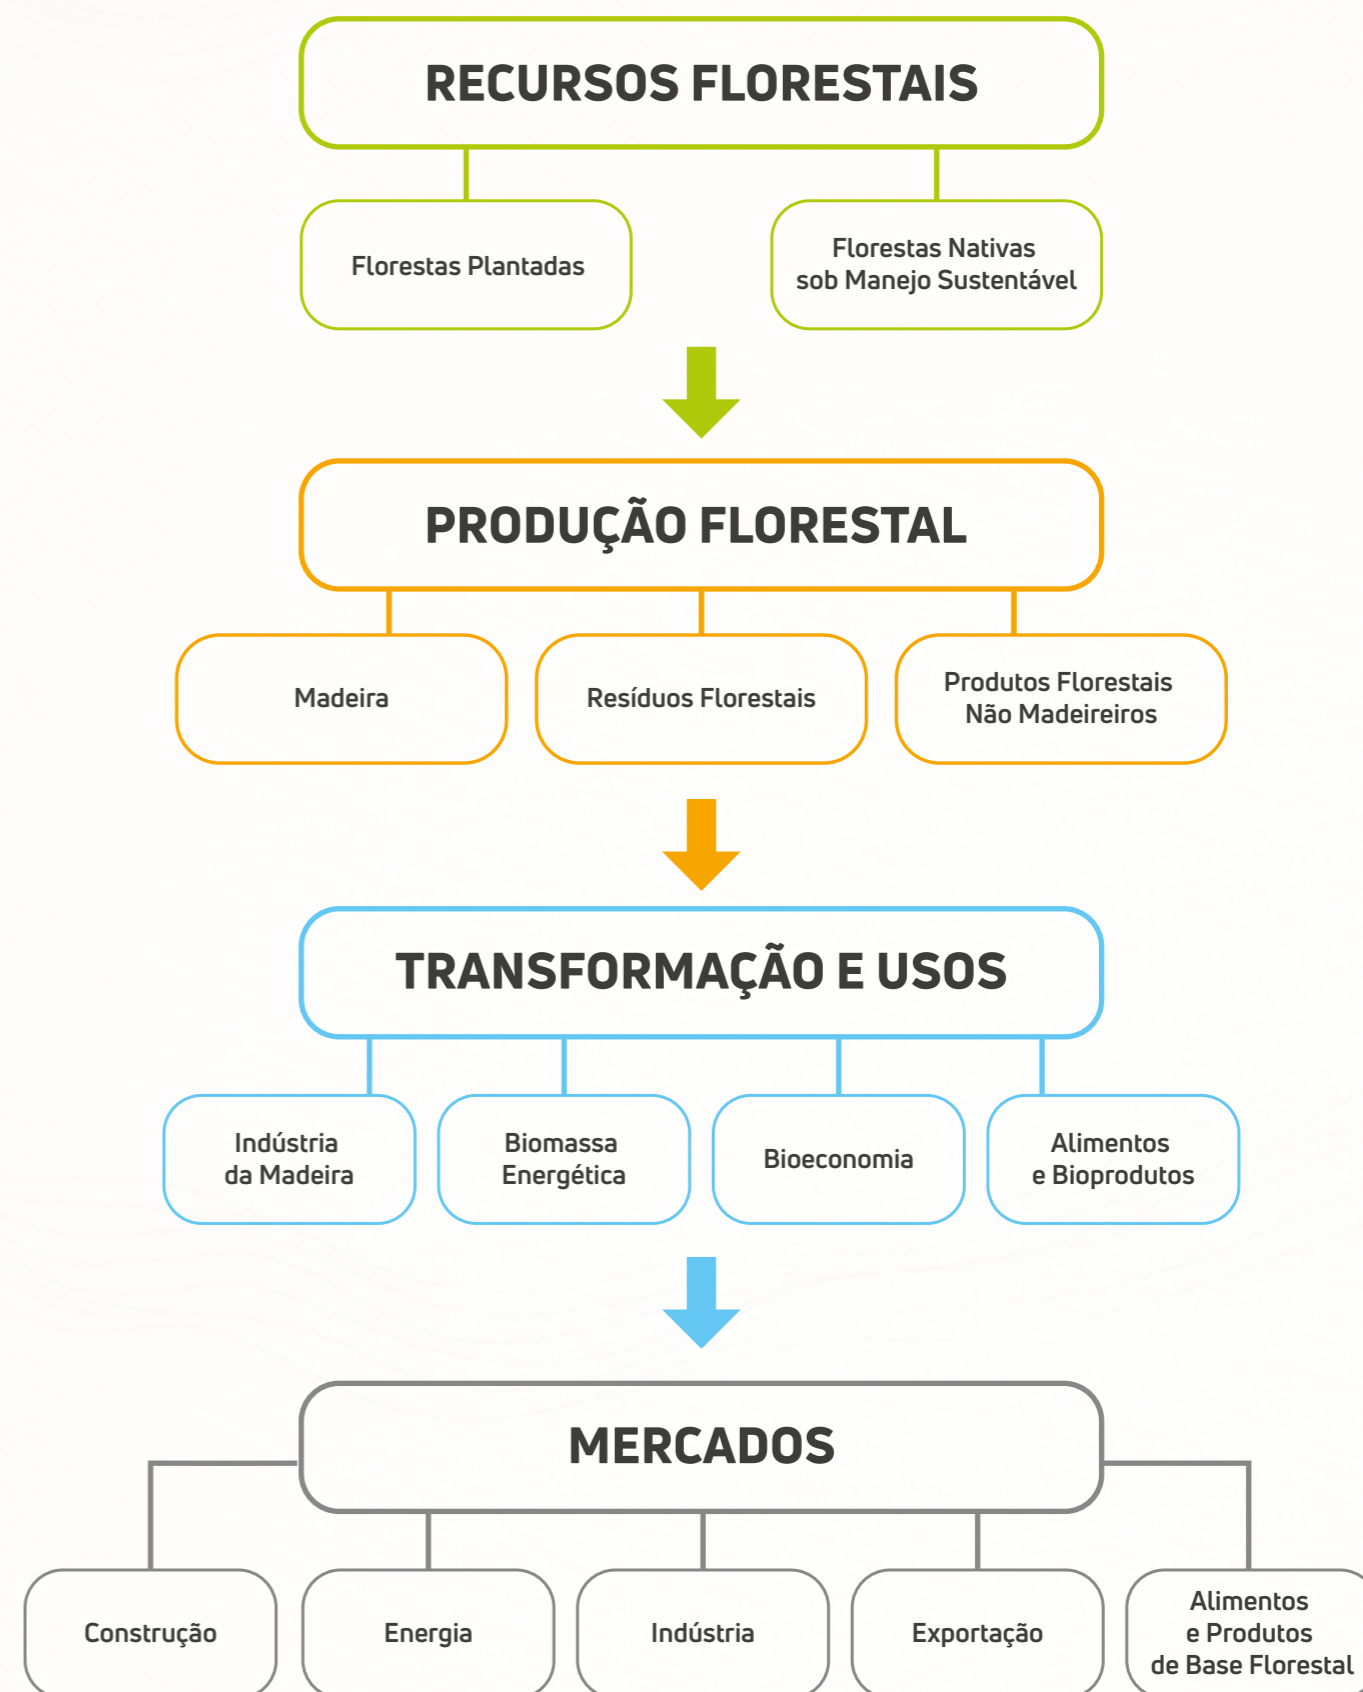 RECURSOS FLORESTAIS
Florestas Plantadas
Florestas Nativas
sob Manejo Sustentável
PRODUÇÃO FLORESTAL
Madeira
Resíduos Florestais
Produtos Florestais
Não Madeireiros
TRANSFORMAÇÃO E USOS
Indústria
da Madeira
Biomassa
Energética
Bioeconomia
Alimentos
e Bioprodutos
MERCADOS
Construção
Energia
Indústria
Exportação
Alimentos
e Produtos
de Base Florestal